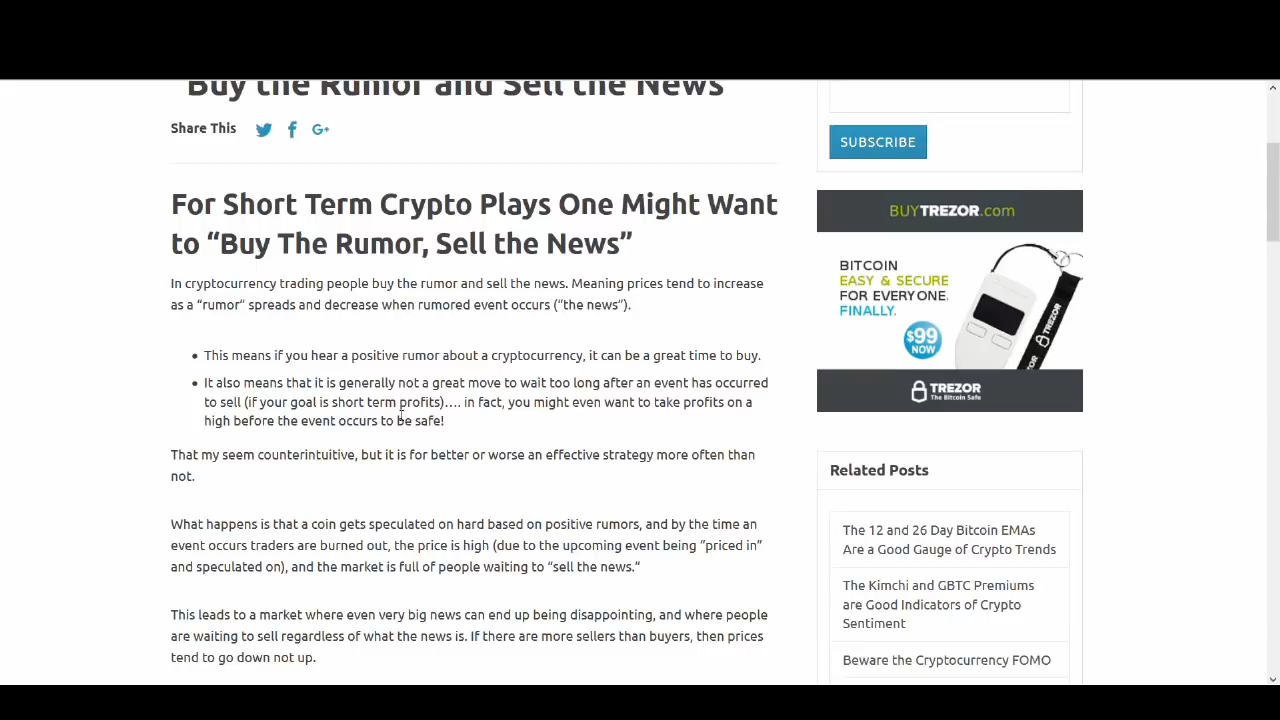 Buy the Rumor and Sell the News
Share This
For Short Term Crypto Plays One Might Want
to “Buy The Rumor, Sell the News”
In cryptocurrency trading people buy the rumor and sell the news. Meaning prices tend to increase
as a “rumor” spreads and decrease when rumored event occurs (“the news”).
This means if you hear a positive rumor about a cryptocurrency, it can be a great time to buy.
It also means that it is generally not a great move to wait too long after an event has occurred
to sell (if your goal is short term profits)…. in fact, you might even want to take profits on a
high before the event occurs to be safe!
That my seem counterintuitive, but it is for better or worse an effective strategy more often than
not.
What happens is that a coin gets speculated on hard based on positive rumors, and by the time an
event occurs traders are burned out, the price is high (due to the upcoming event being “priced in”
and speculated on), and the market is full of people waiting to “sell the news.“
This leads to a market where even very big news can end up being disappointing, and where people
are waiting to sell regardless of what the news is. If there are more sellers than buyers, then prices
tend to go down not up.
SUBSCRIBE
BUYTREZOR.com
BITCOIN
EASY & SECURE
FOR EVERYONE.
FINALLY.
$99
NOW
TREZOR
TREZOR
The Bitcoin Safe
Related Posts
The 12 and 26 Day Bitcoin EMAs
Are a Good Gauge of Crypto Trends
The Kimchi and GBTC Premiums
are Good Indicators of Crypto
Sentiment
Beware the Cryptocurrency FOMO